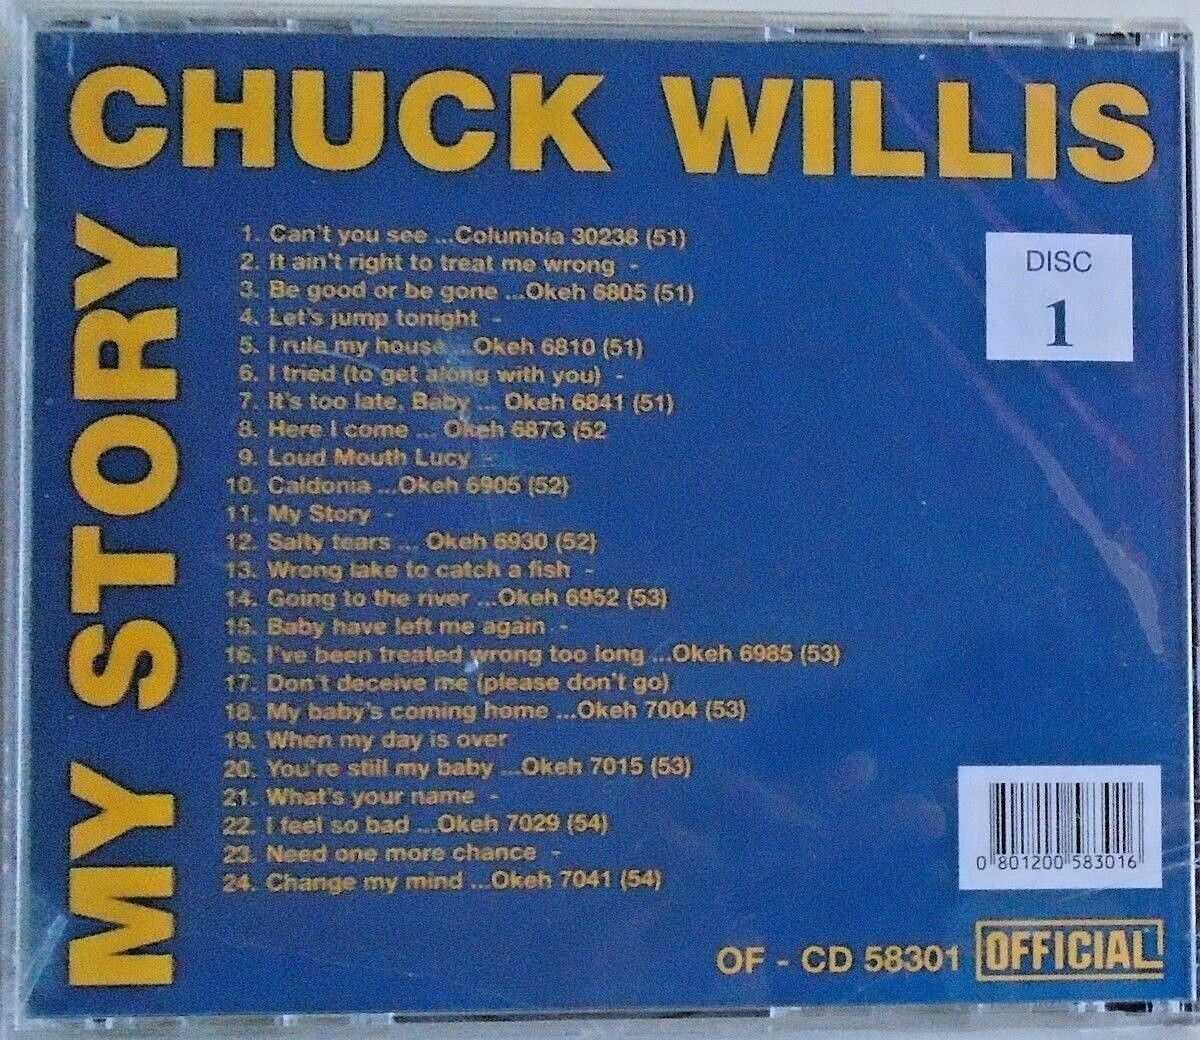 CHUCK WILLIS
MY STORY
1. Can't you see ...Columbia 30238 (51)
2. It ain't right to treat me wrong -
3. Be good or be gone ...Okeh 6805 (51)
4. Let's jump tonight -
5. I rule my house ...Okeh 6810 (51)
6. I tried (to get along with you) -
7. It's too late, Baby ... Okeh 6841 (51)
8. Here I come ... Okeh 6873 (52
9. Loud Mouth Lucy -
10. Caldonia ...Okeh 6905 (52)
11. My Story -
12. Salty tears ... Okeh 6930 (52)
13. Wrong lake to catch a fish -
14. Going to the river ...Okeh 6952 (53)
15. Baby have left me again -
16. I've been treated wrong too long ...Okeh 6985 (53)
17. Don't deceive me (please don't go)
18. My baby's coming home ...Okeh 7004 (53)
19. When my day is over
20. You're still my baby ...Okeh 7015 (53)
21. What's your name -
22. I feel so bad ...Okeh 7029 (54)
23. Need one more chance -
24. Change my mind ...Okeh 7041 (54)
DISC
1
0 801200 583016
OF - CD 58301 OFFICIAL